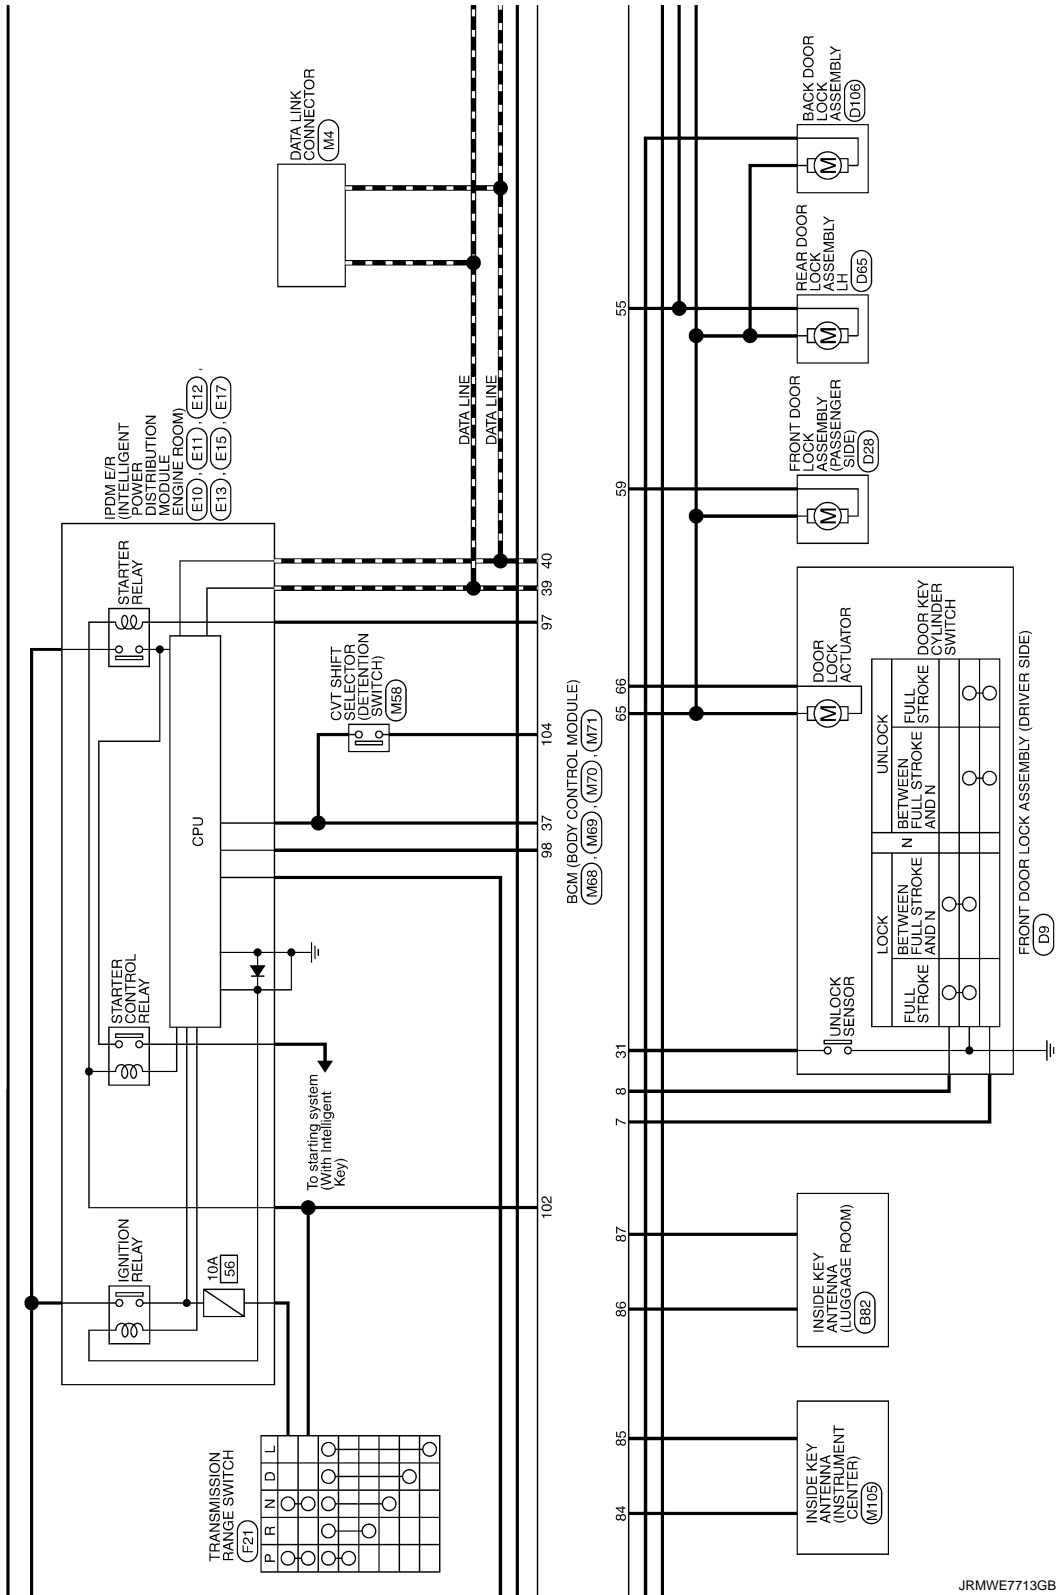 DATA LINK
CONNECTOR
M4
IPDM E/R
(INTELLIGENT
POWER
DISTRIBUTION
MODULE
ENGINE ROOM)
E10 , E11 , E12 ,
E13 , E15 , E17
STARTER
RELAY
DATA LINE
DATA LINE
CPU
STARTER
CONTROL
RELAY
IGNITION
RELAY
10A
56
To starting system
(With Intelligent
Key)
CVT SHIFT
SELECTOR
(DETENTION
SWITCH)
M58
TRANSMISSION
RANGE SWITCH
F21
P R N D L
40
39
97
104
37
98
102
BCM (BODY CONTROL MODULE)
M68 , M69 , M70 , M71
55
59
66
65
31
8
7
87
86
85
84
BACK DOOR
LOCK
ASSEMBLY
D106
M
REAR DOOR
LOCK
ASSEMBLY
LH
D65
M
FRONT DOOR
LOCK
ASSEMBLY
(PASSENGER
SIDE)
D28
M
DOOR
LOCK
ACTUATOR
M
DOOR KEY
CYLINDER
SWITCH
LOCK
N
UNLOCK
FULL
STROKE
BETWEEN
FULL STROKE
AND N
BETWEEN
FULL STROKE
AND N
FULL
STROKE
UNLOCK
SENSOR
FRONT DOOR LOCK ASSEMBLY (DRIVER SIDE)
D9
INSIDE KEY
ANTENNA
(LUGGAGE ROOM)
B82
INSIDE KEY
ANTENNA
(INSTRUMENT
CENTER)
M105
JRMWE7713GB